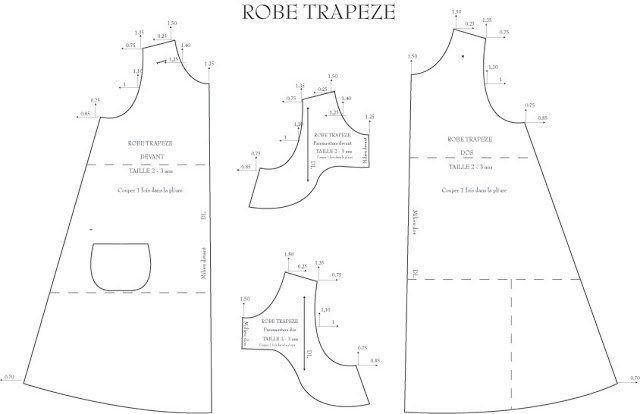 ROBE TRAPEZE
1.50
0.25
1.35
0.75
1.40
1.25
1.10
1
1.25
0.25
0.85
ROBE TRAPEZE
DEVANT
TAILLE 2 - 3 ans
Couper 1 fois dans la pliure
DL
Milieu devant
0.70
1.50
0.25
1.35
0.75
1.40
1.25
1.10
1
0.75
0.85
ROBE TRAPEZE
Parementure devant
TAILLE 2 - 3 ans
Couper 1 fois dans la pliure
DL
Milieu devant
1.50
0.25
1.35
0.75
1.50
1.10
1
0.75
0.85
ROBE TRAPEZE
Parementure dos
TAILLE 2 - 3 ans
Couper 1 fois dans la pliure
DL
Milieu dos
1.50
0.25
1.35
0.75
1.50
1.10
1
0.75
0.85
ROBE TRAPEZE
DOS
TAILLE 2 - 3 ans
Couper 1 fois dans la pliure
Milieu dos
DL
0.70